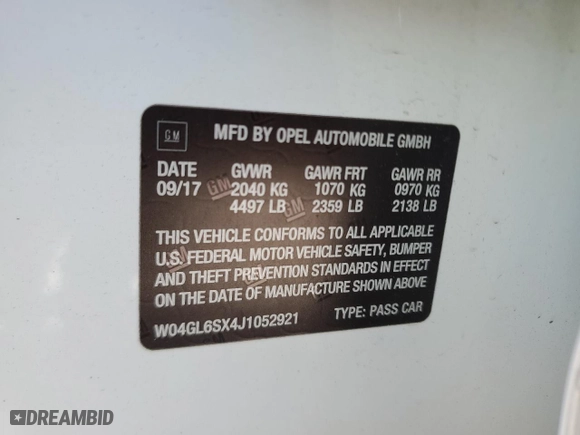 GM
MFD BY OPEL AUTOMOBILE GMBH
DATE GVWR GAWR FRT GAWR RR
09/17 2040 KG 1070 KG 0970 KG
4497 LB 2359 LB 2138 LB
THIS VEHICLE CONFORMS TO ALL APPLICABLE
U.S. FEDERAL MOTOR VEHICLE SAFETY, BUMPER
AND THEFT PREVENTION STANDARDS IN EFFECT
ON THE DATE OF MANUFACTURE SHOWN ABOVE
W04GL6SX4J1052921 TYPE: PASS CAR
DREAMBID